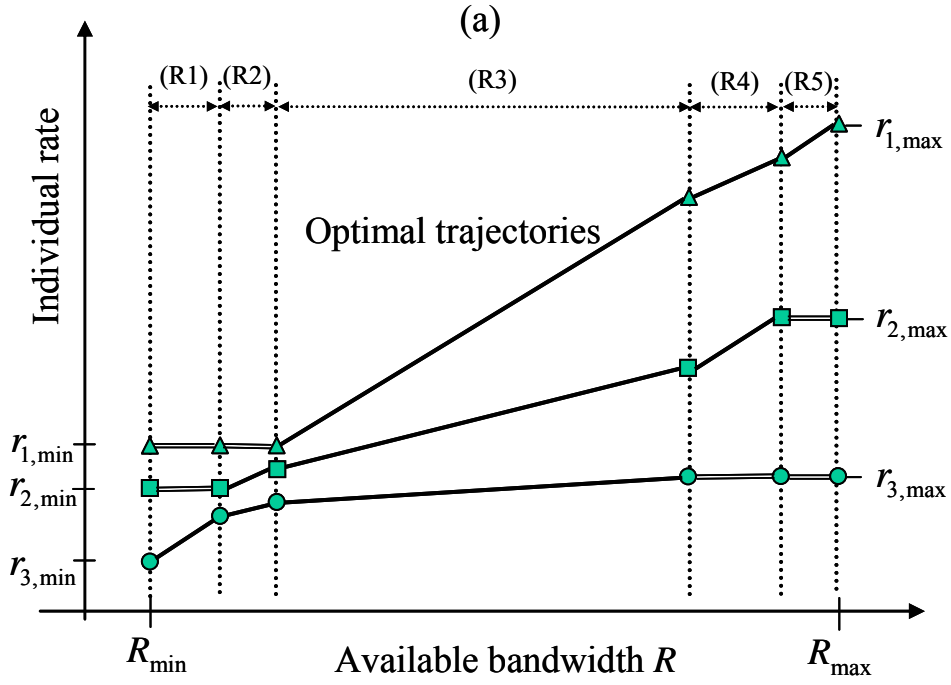 (a)
(R1) (R2) (R3) (R4) (R5)
r1,max
Individual rate
Optimal trajectories
r2,max
r1,min
r2,min
r3,max
r3,min
Rmin
Available bandwidth R
Rmax